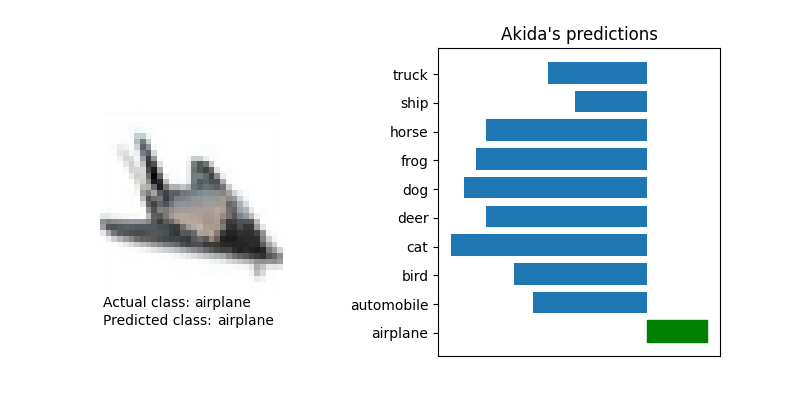 Akida's predictions
truck
ship
horse
frog
dog
deer
cat
bird
automobile
airplane
Actual class: airplane
Predicted class: airplane